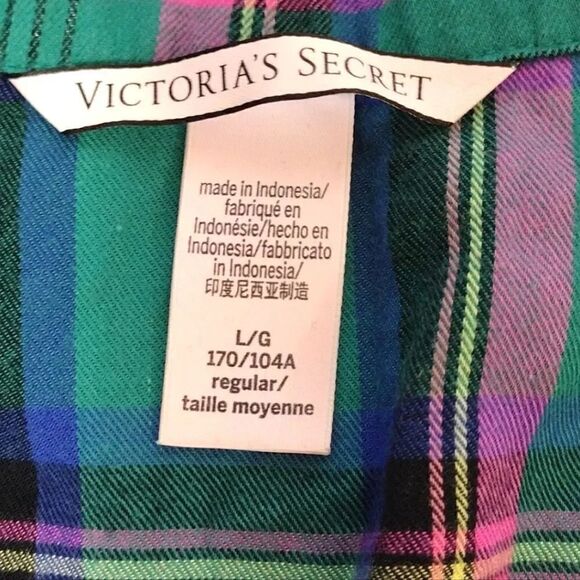 VICTORIA'S SECRET
made in Indonesia/
fabriqué en
Indonésie/hecho en
Indonesia/fabbricato
in Indonesia/
印度尼西亚制造
L/G
170/104A
regular/
taille moyenne